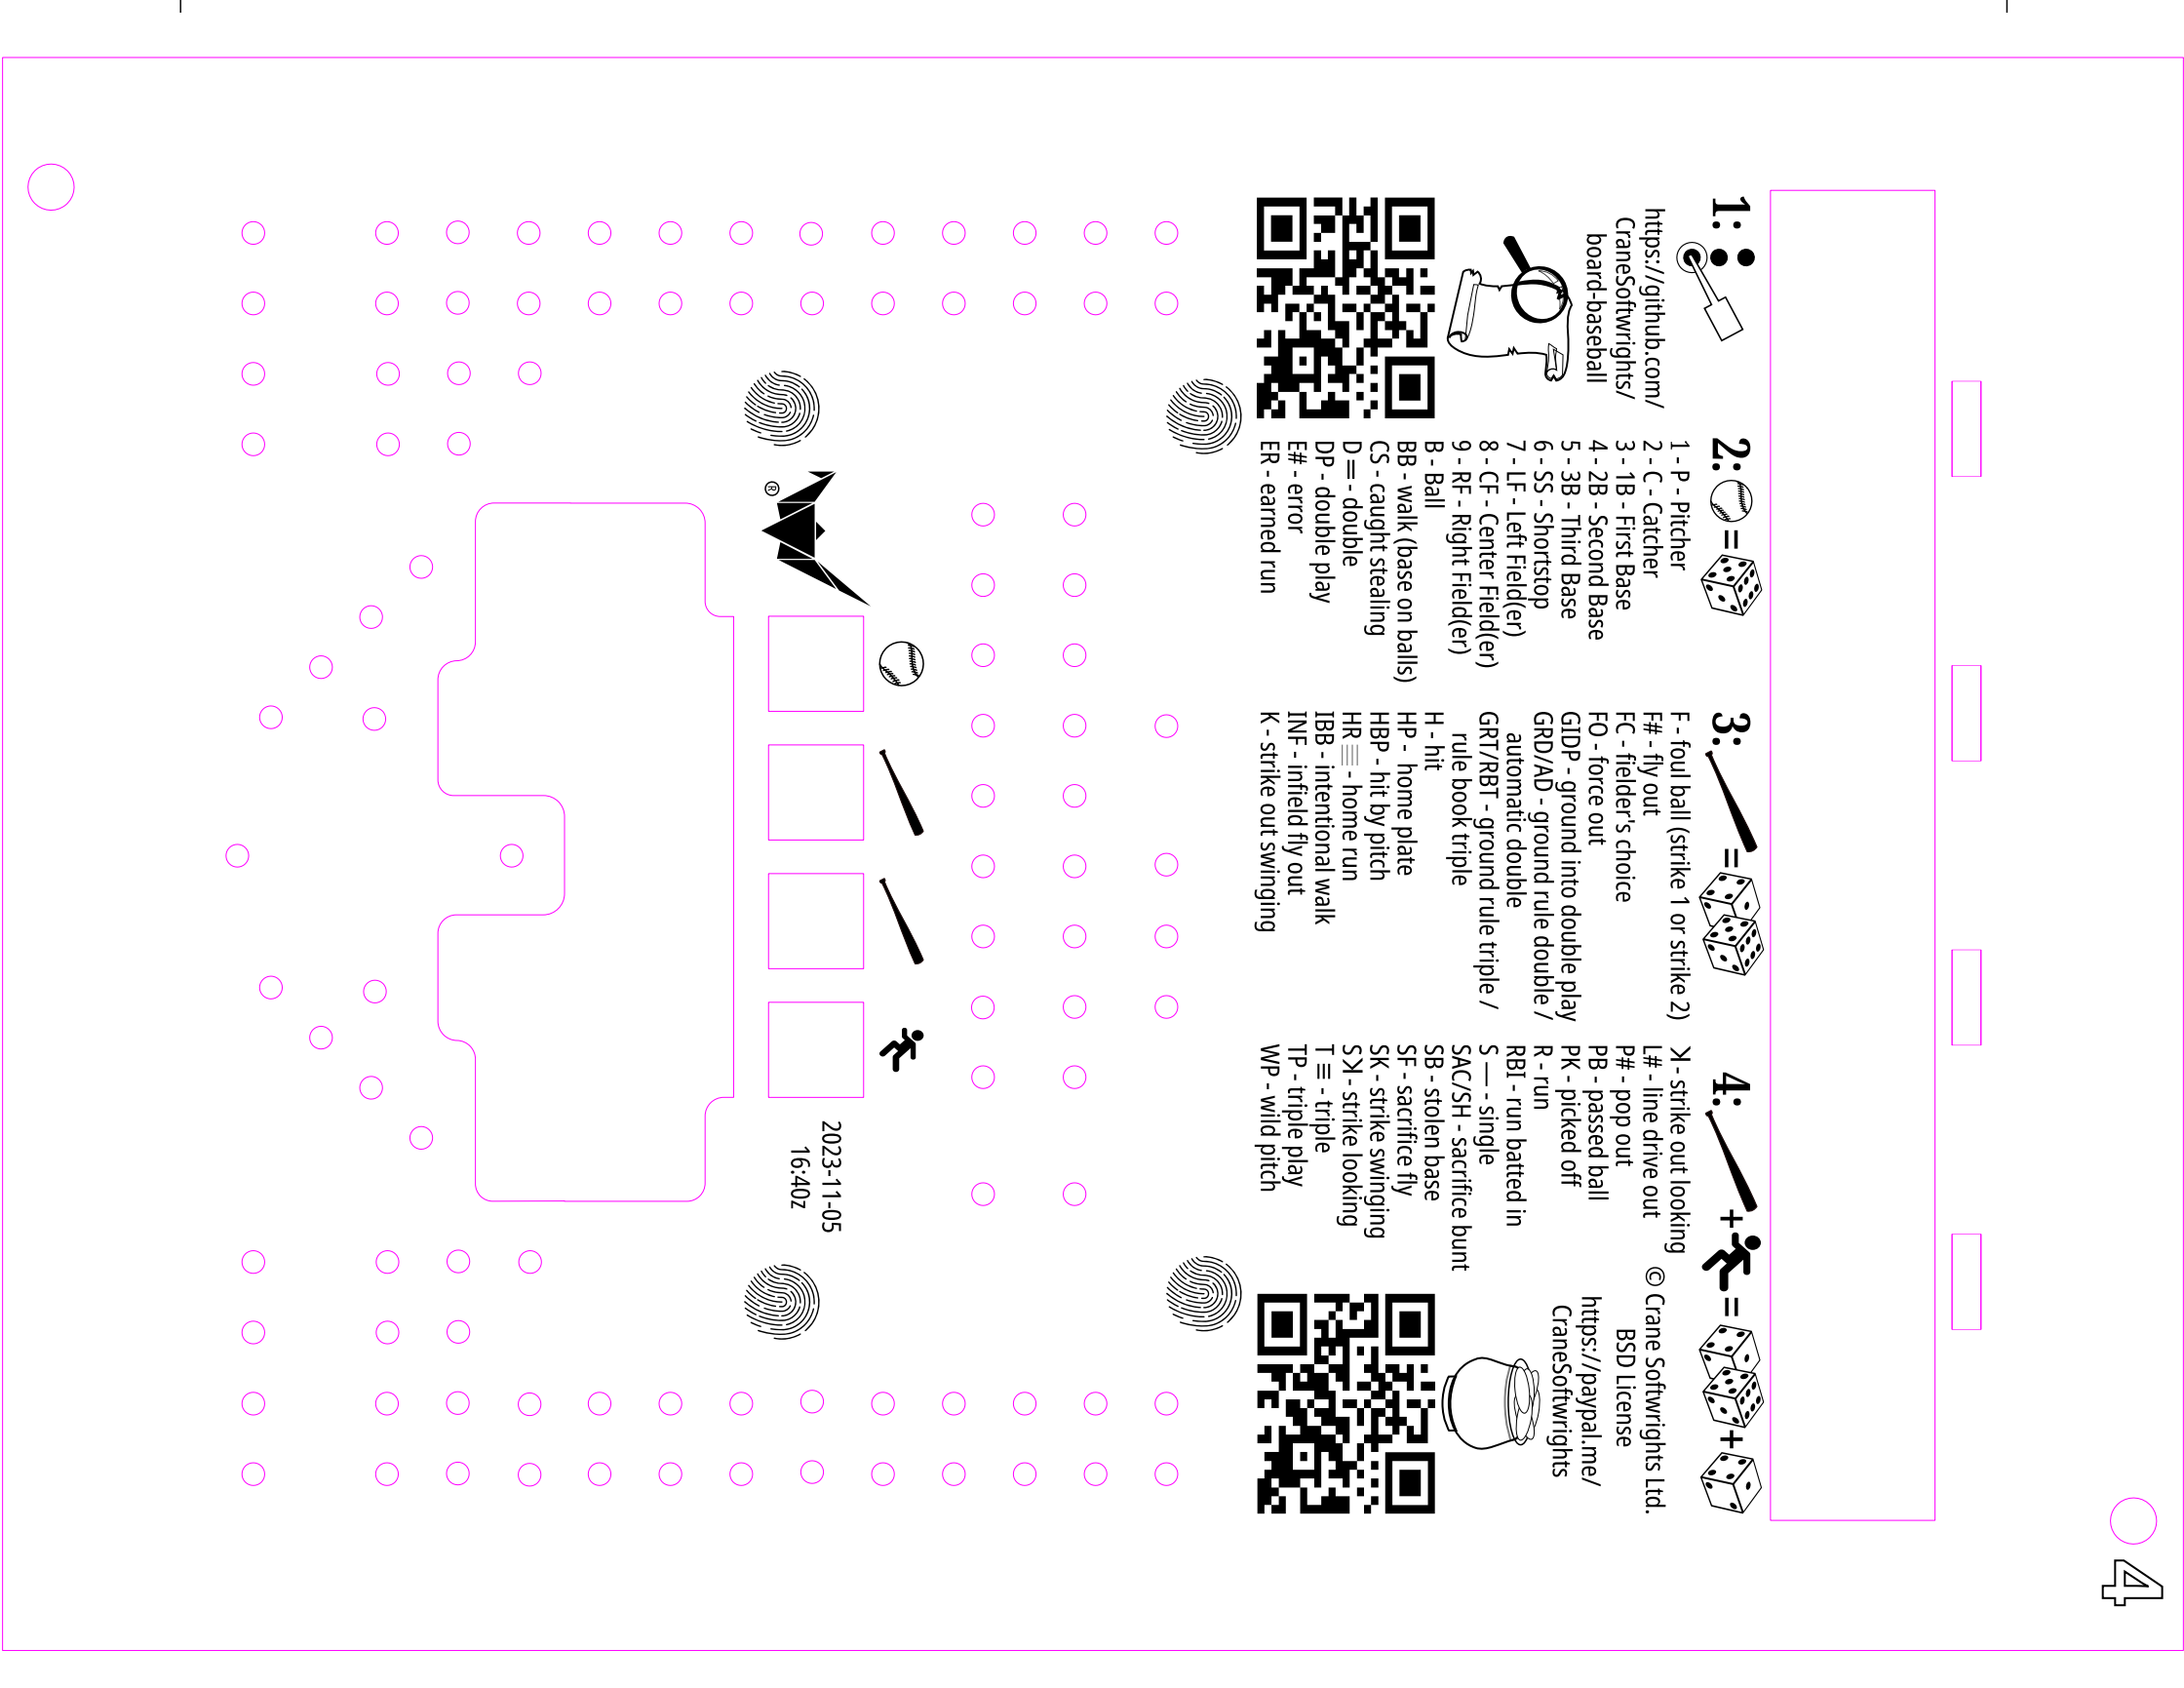 1:
https://github.com/
CraneSoftwrights/
board-baseball
2:
=
1 - P - Pitcher
2 - C - Catcher
3 - 1B - First Base
4 - 2B - Second Base
5 - 3B - Third Base
6 - SS - Shortstop
7 - LF - Left Field(er)
8 - CF - Center Field(er)
9 - RF - Right Field(er)
B - Ball
BB - walk (base on balls)
CS - caught stealing
D = - double
DP - double play
E# - error
ER - earned run
3:
=
F - foul ball (strike 1 or strike 2)
F# - fly out
FC - fielder's choice
FO - force out
GIDP - ground into double play
GRD/AD - ground rule double /
automatic double
GRT/RBT - ground rule triple /
rule book triple
H - hit
HP - home plate
HBP - hit by pitch
HR 𝍤 - home run
IBB - intentional walk
INF - infield fly out
K - strike out swinging
4:
+
=
+
ꓘ - strike out looking
L# - line drive out
P# - pop out
PB - passed ball
PK - picked off
R - run
RBI - run batted in
S — - single
SAC/SH - sacrifice bunt
SB - stolen base
SF - sacrifice fly
SK - strike swinging
SꓘI - strike looking
T ≡ - triple
TP - triple play
WP - wild pitch
© Crane Softwrights Ltd.
BSD License
https://paypal.me/
CraneSoftwrights
®
2023-11-05
16:40z
4